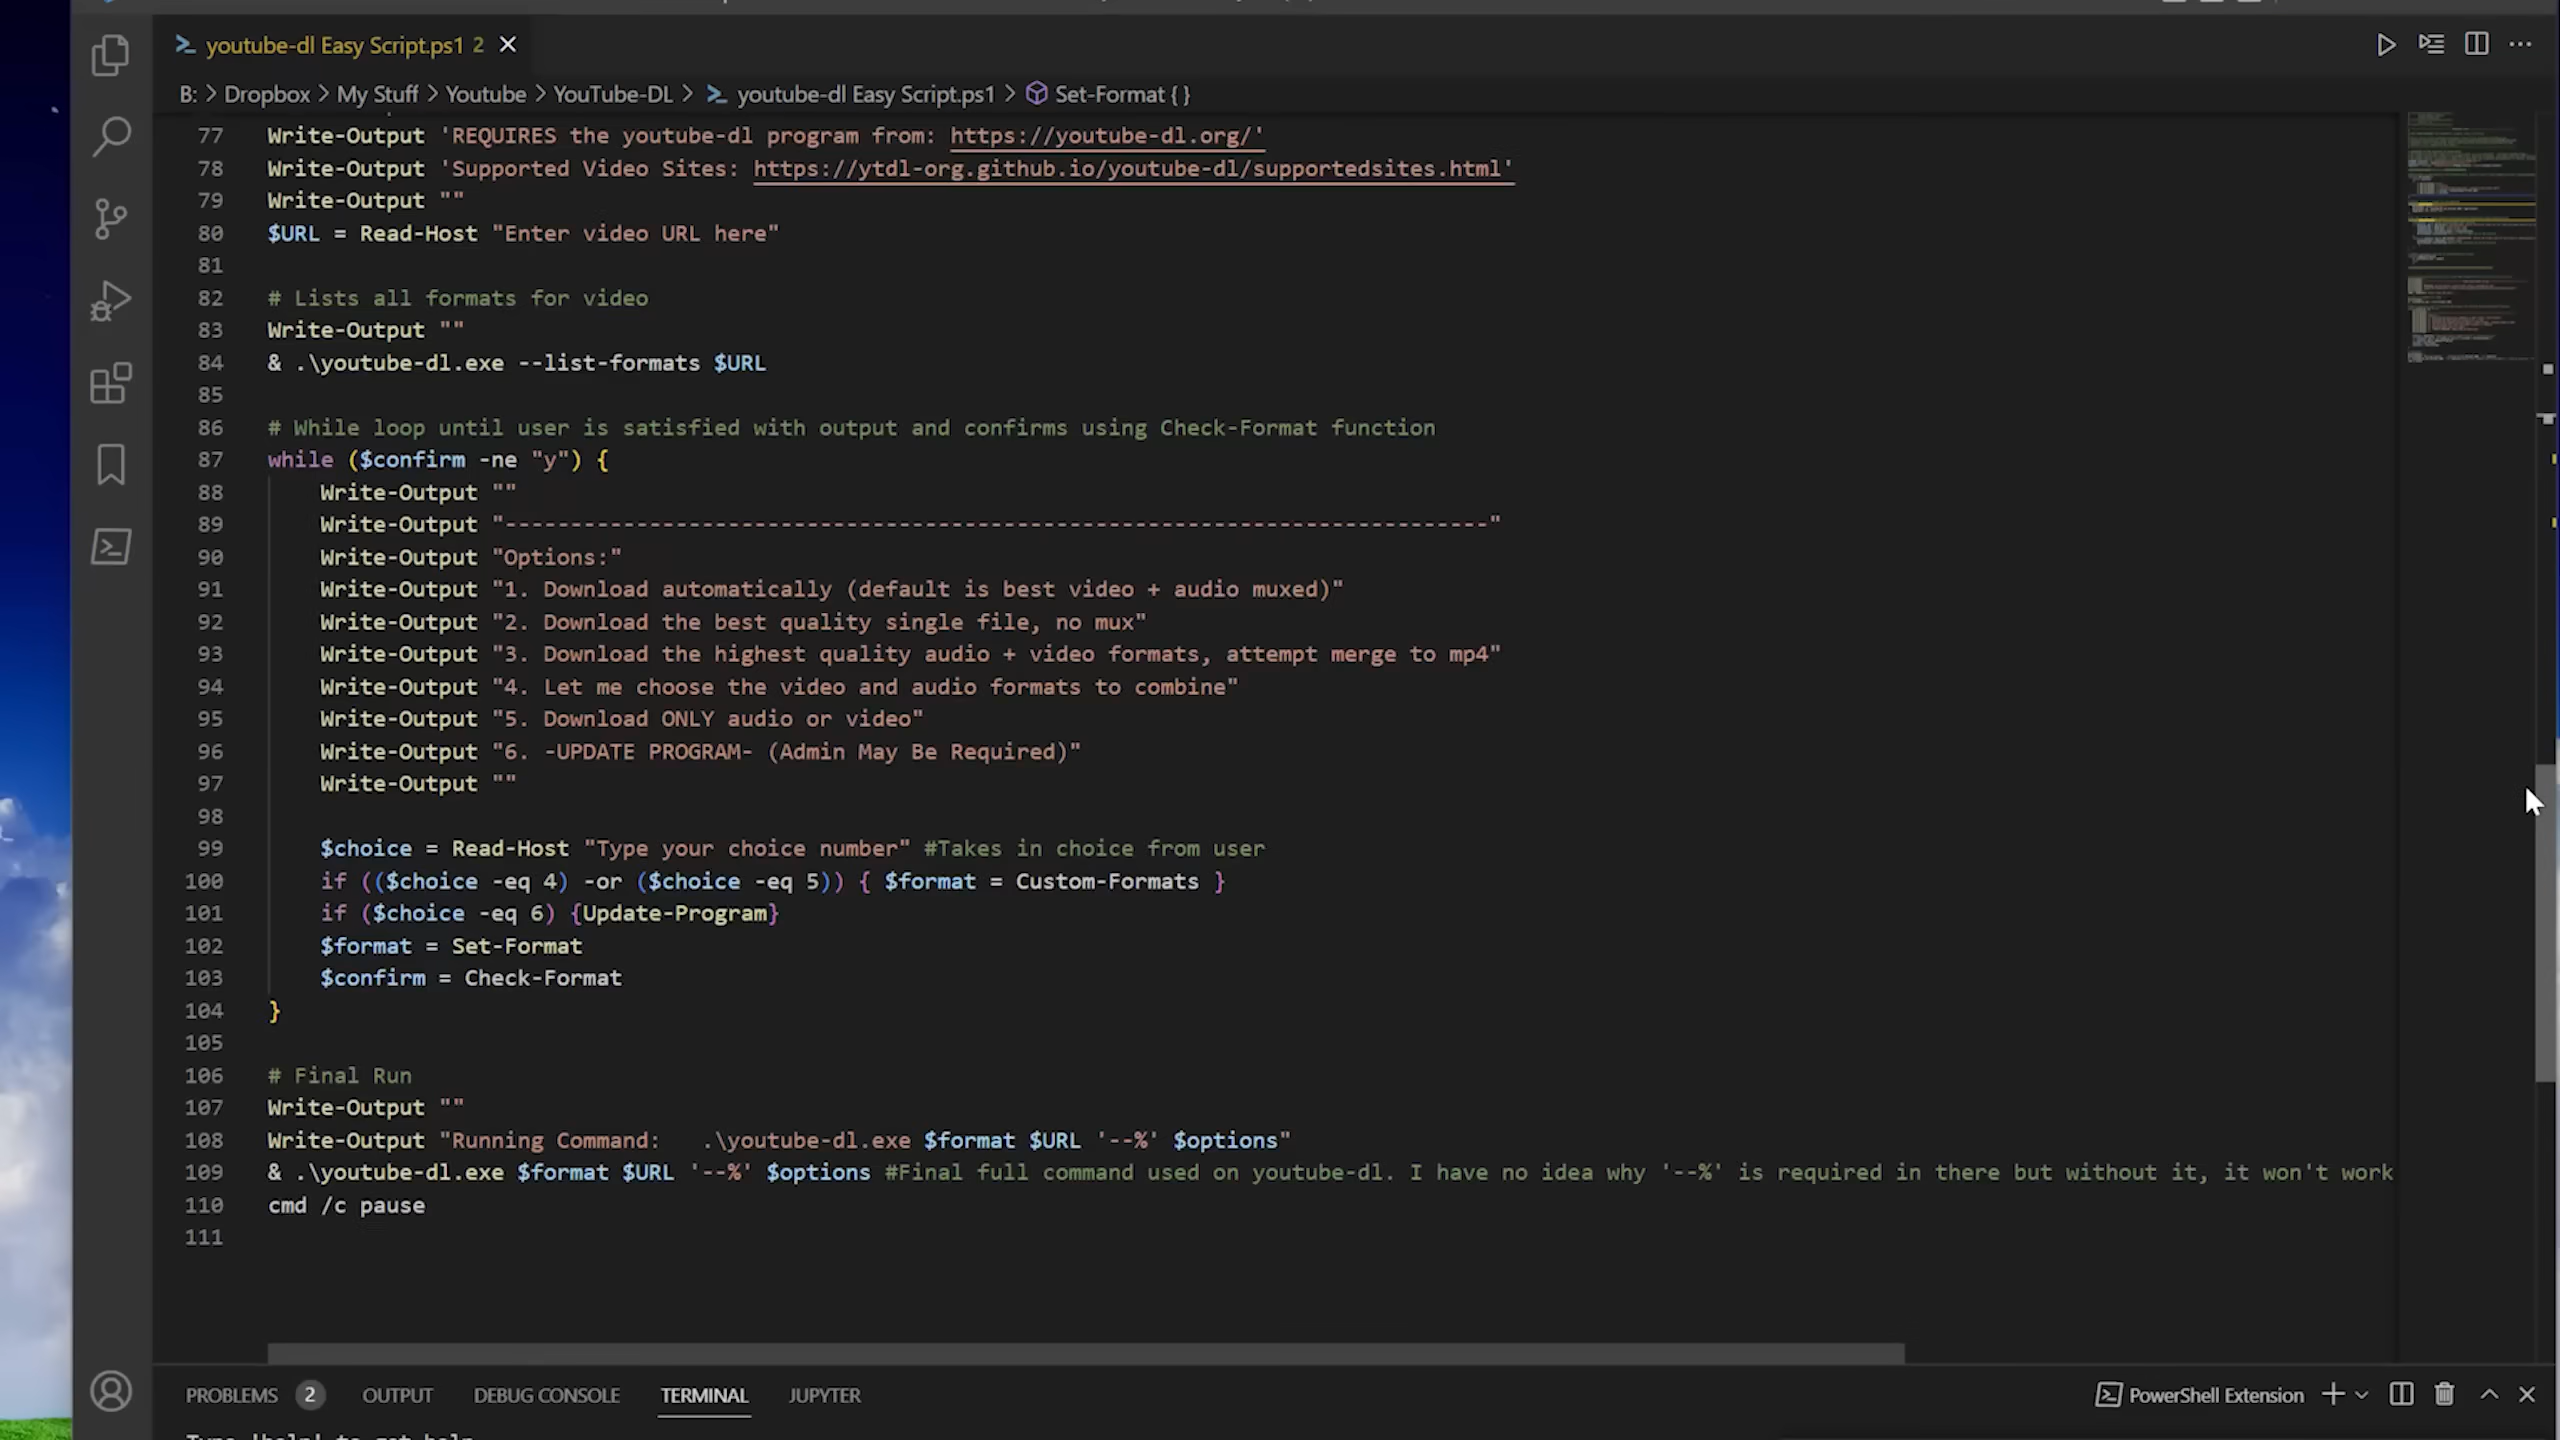 youtube-dl Easy Script.ps1 2
B: > Dropbox > My Stuff > Youtube > YouTube-DL > youtube-dl Easy Script.ps1 > Set-Format { }
77 Write-Output 'REQUIRES the youtube-dl program from: https://youtube-dl.org/'
78 Write-Output 'Supported Video Sites: https://ytdl-org.github.io/youtube-dl/supportedsites.html'
79 Write-Output ""
80 $URL = Read-Host "Enter video URL here"
81
82 # Lists all formats for video
83 Write-Output ""
84 & .\youtube-dl.exe --list-formats $URL
85
86 # While loop until user is satisfied with output and confirms using Check-Format function
87 while ($confirm -ne "y") {
88     Write-Output ""
89     Write-Output "---------------------------------------------------------------------------"
90     Write-Output "Options:"
91     Write-Output "1. Download automatically (default is best video + audio muxed)"
92     Write-Output "2. Download the best quality single file, no mux"
93     Write-Output "3. Download the highest quality audio + video formats, attempt merge to mp4"
94     Write-Output "4. Let me choose the video and audio formats to combine"
95     Write-Output "5. Download ONLY audio or video"
96     Write-Output "6. -UPDATE PROGRAM- (Admin May Be Required)"
97     Write-Output ""
98
99     $choice = Read-Host "Type your choice number" #Takes in choice from user
100     if (($choice -eq 4) -or ($choice -eq 5)) { $format = Custom-Formats }
101     if ($choice -eq 6) {Update-Program}
102     $format = Set-Format
103     $confirm = Check-Format
104 }
105
106 # Final Run
107 Write-Output ""
108 Write-Output "Running Command:   .\youtube-dl.exe $format $URL '--%' $options"
109 & .\youtube-dl.exe $format $URL '--%' $options #Final full command used on youtube-dl. I have no idea why '--%' is required in there but without it, it won't work
110 cmd /c pause
111
PROBLEMS 2 OUTPUT DEBUG CONSOLE TERMINAL JUPYTER PowerShell Extension
Type 'help' to get help.